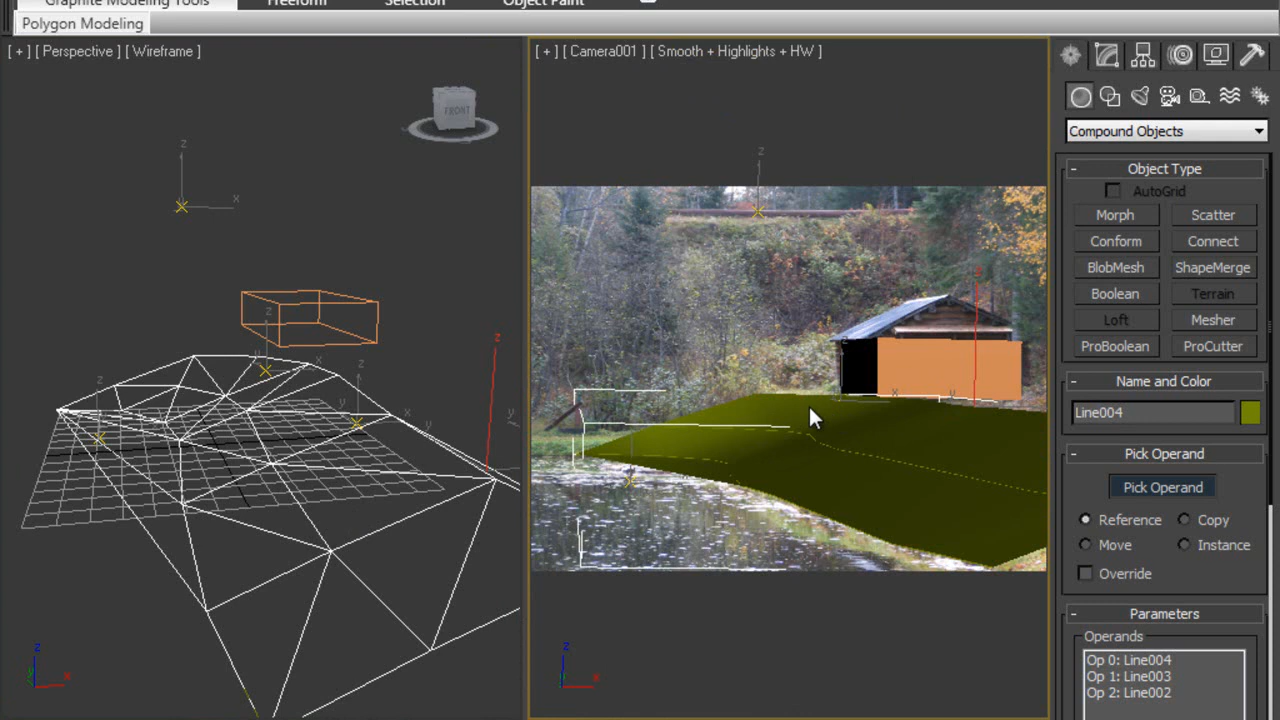 Graphite Modeling Tools Freeform Selection Object Paint
Polygon Modeling
[ + ] [ Perspective ] [ Wireframe ]
[ + ] [ Camera001 ] [ Smooth + Highlights + HW ]
FRONT
z
x
z
y
x
z
z
x
y
z
y
z
x
y
z
z
x
y
z
x
z
x
Compound Objects
- Object Type
AutoGrid
Morph Scatter
Conform Connect
BlobMesh ShapeMerge
Boolean Terrain
Loft Mesher
ProBoolean ProCutter
- Name and Color
Line004
- Pick Operand
Pick Operand
Reference Copy
Move Instance
Override
- Parameters
Operands
Op 0: Line004
Op 1: Line003
Op 2: Line002